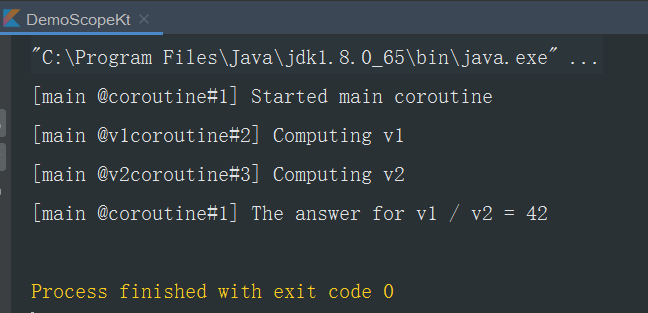 DemoScopeKt
"C:\Program Files\Java\jdk1.8.0_65\bin\java.exe" ...
[main @coroutine#1] Started main coroutine
[main @v1coroutine#2] Computing v1
[main @v2coroutine#3] Computing v2
[main @coroutine#1] The answer for v1 / v2 = 42
Process finished with exit code 0